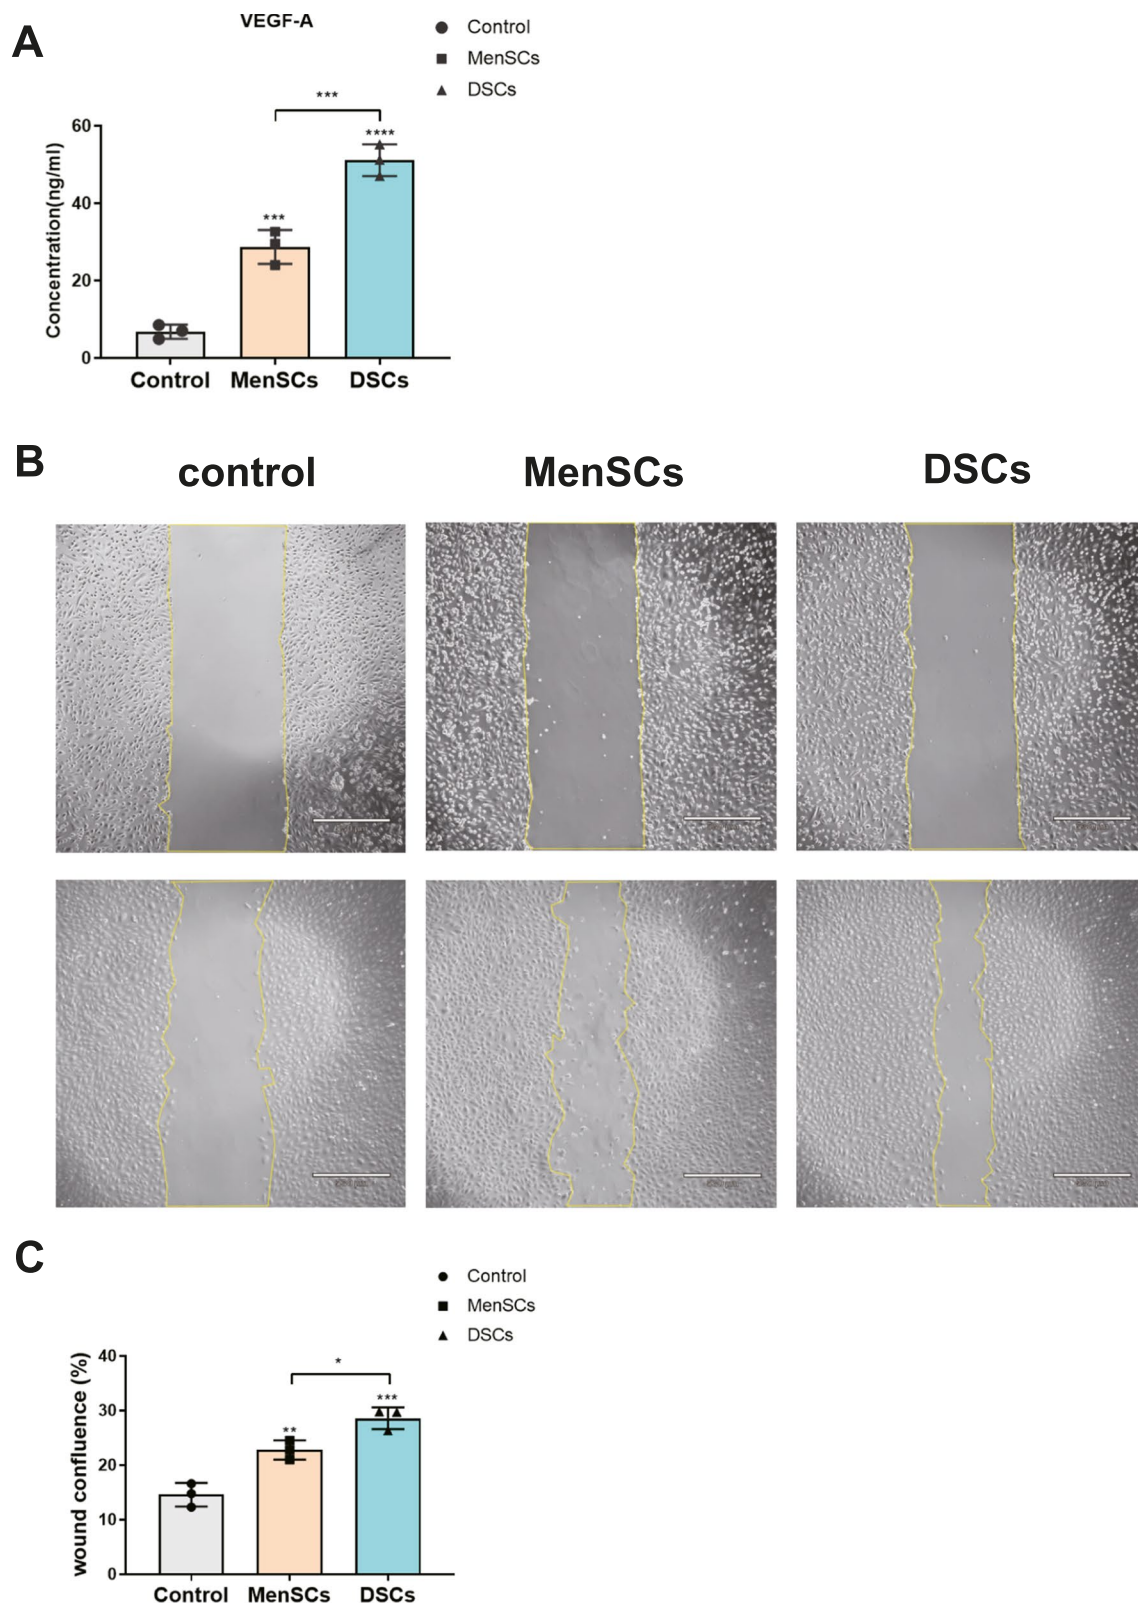 A
VEGF-A
Control
MenSCs
DSCs
***
****
***
60
40
20
0
Concentration(ng/ml)
Control MenSCs DSCs
B
control MenSCs DSCs
C
Control
MenSCs
DSCs
*
***
**
40
30
20
10
0
wound confluence (%)
Control MenSCs DSCs